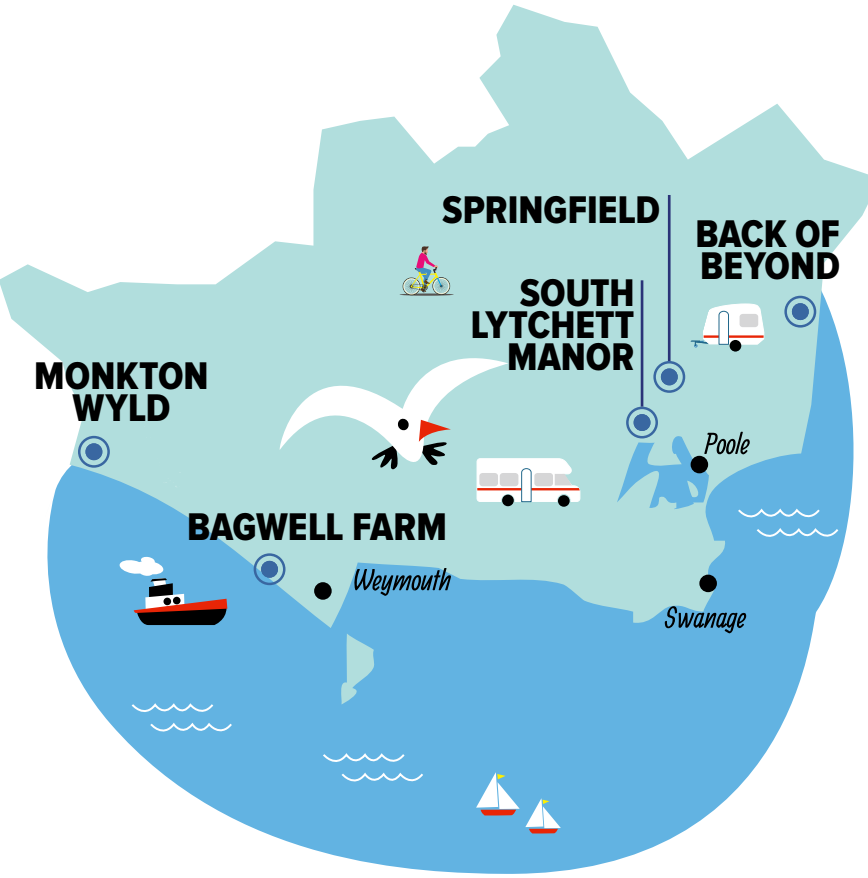 SPRINGFIELD
BACK OF
BEYOND
SOUTH
LYTCHETT
MANOR
MONKTON
WYLD
Poole
BAGWELL FARM
Weymouth
Swanage